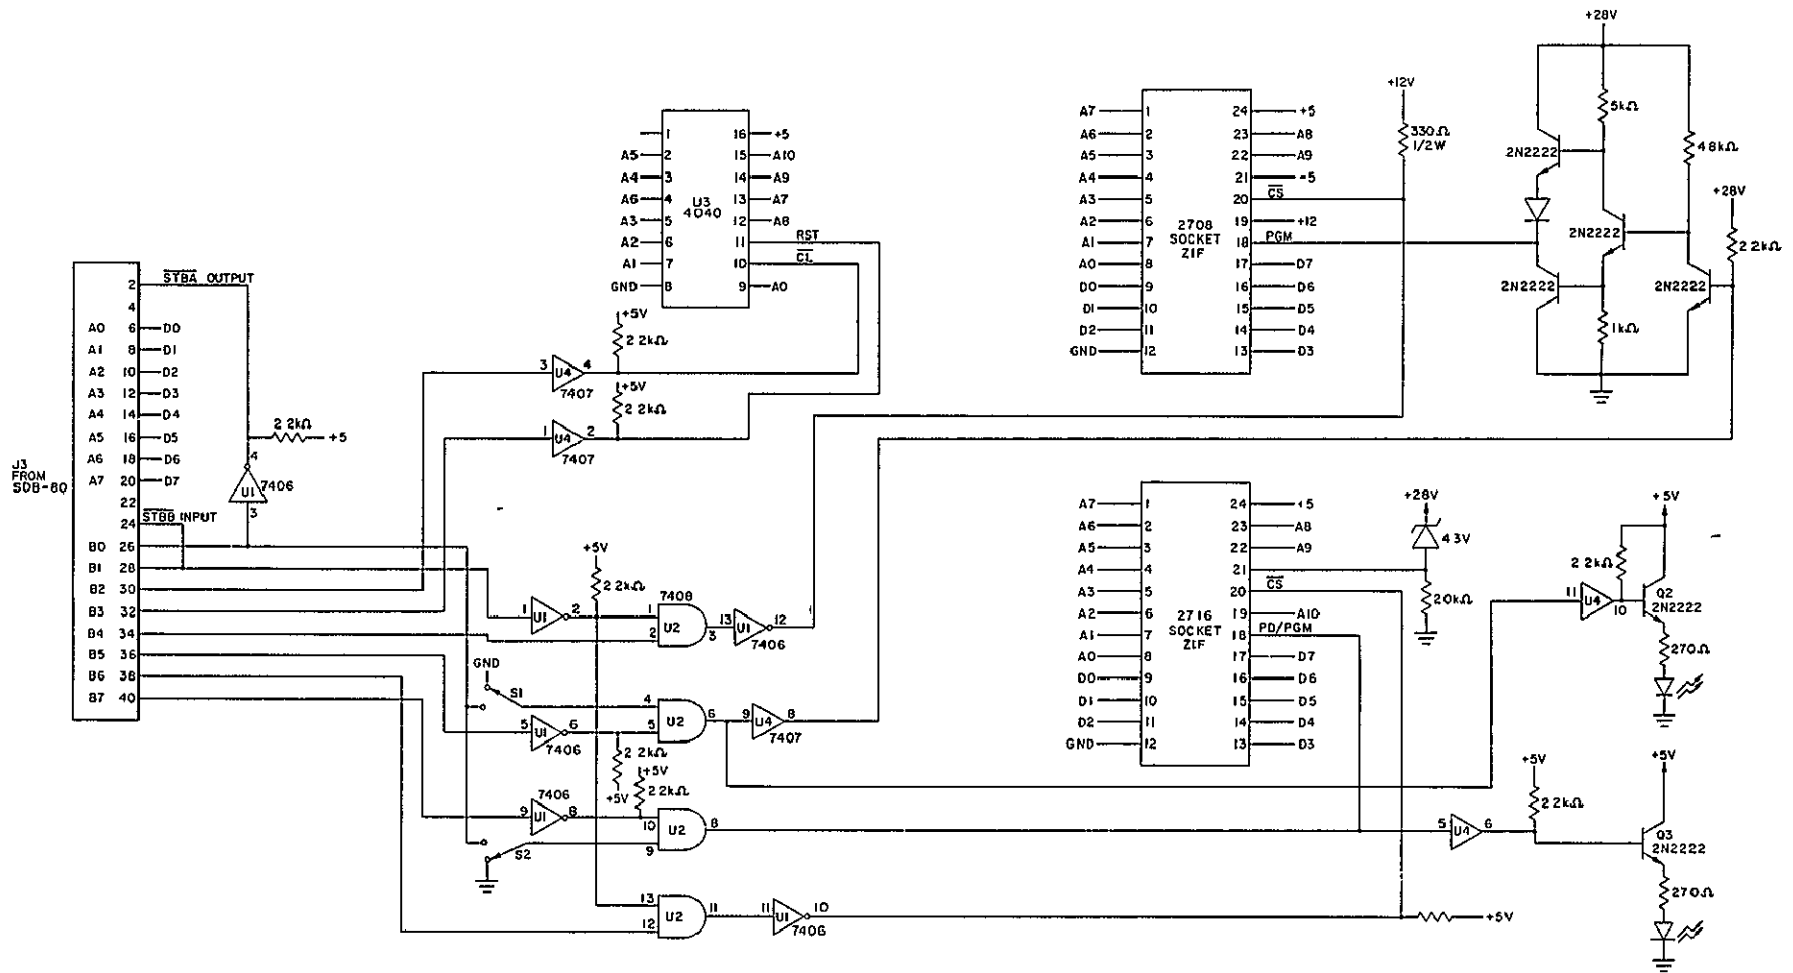 +28V
+12V
5kΩ
330Ω
1/2W
48kΩ
2N2222
+28V
2 2kΩ
2N2222
2N2222
2N2222
1kΩ
1 16 +5
A5 2 15 A10
A4 3 14 A9
A6 4 13 A7
A3 5 12 A8
A2 6 11 RST
A1 7 10 CL
GND 8 9 A0
U3
4040
A7 1 24 +5
A6 2 23 A8
A5 3 22 A9
A4 4 21 -5
A3 5 20 CS
A2 6 19 +12
A1 7 18 PGM
A0 8 17 D7
D0 9 16 D6
D1 10 15 D5
D2 11 14 D4
GND 12 13 D3
2708
SOCKET
ZIF
J3
FROM
SDB-80
2 STBA OUTPUT
4
A0 6 D0
A1 8 D1
A2 10 D2
A3 12 D3
A4 14 D4
A5 16 D5
A6 18 D6
A7 20 D7
22
24 STBB INPUT
B0 26
B1 28
B2 30
B3 32
B4 34
B5 36
B6 38
B7 40
2 2kΩ
+5
4
7406
U1
3
+5V
2 2kΩ
3 U4 4
7407
+5V
2 2kΩ
1 U4 2
7407
+5V
2 2kΩ
1 U1 2
7408
1
2
U2
3
13 U1 12
7406
GND
S1
4
5
U2
6
9 U4 8
7407
5 U1 6
7406
2 2kΩ
+5V
+5V
2 2kΩ
7406
9 U1 8
10
9
U2
8
S2
13
12
U2
11
11 U1 10
7406
+5V
A7 1 24 +5
A6 2 23 A8
A5 3 22 A9
A4 4 21
A3 5 20 CS
A2 6 19 A10
A1 7 18 PD/PGM
A0 8 17 D7
D0 9 16 D6
D1 10 15 D5
D2 11 14 D4
GND 12 13 D3
2716
SOCKET
ZIF
+28V
43V
20kΩ
+5V
2 2kΩ
11 U4 10
Q2
2N2222
270Ω
+5V
2 2kΩ
5 U4 6
+5V
Q3
2N2222
270Ω